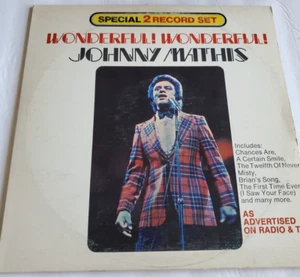 SPECIAL 2 RECORD SET
WONDERFUL! WONDERFUL!
JOHNNY MATHIS
Includes:
Chances Are,
A Certain Smile,
The Twelfth Of Never
Misty,
Brian's Song,
The First Time Ever
(I Saw Your Face)
and many more.
AS
ADVERTISED
ON RADIO & T